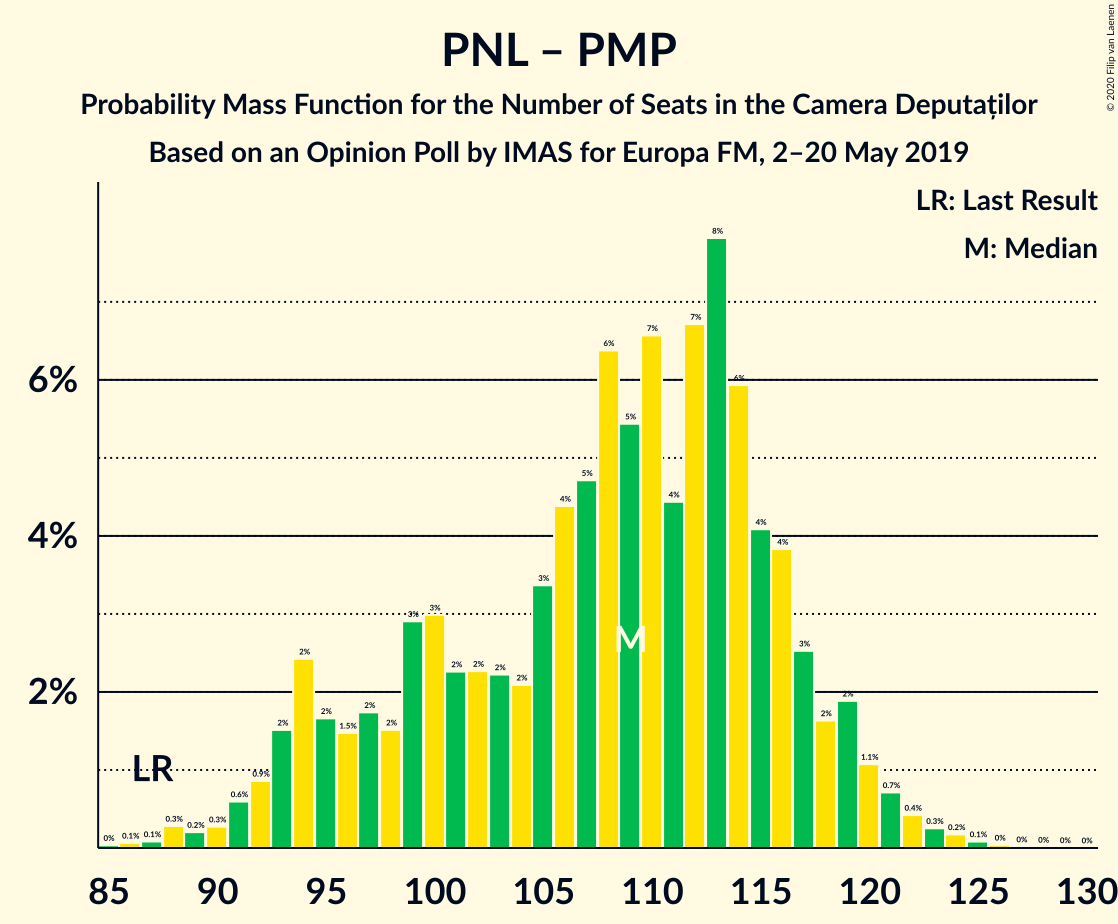 PNL – PMP
Probability Mass Function for the Number of Seats in the Camera Deputaților
Based on an Opinion Poll by IMAS for Europa FM, 2–20 May 2019
© 2020 Filip van Laenen
LR: Last Result
M: Median
6%
4%
2%
0% 0.1% 0.1% 0.3% 0.2% 0.3% 0.6% 0.9% 2% 2% 2% 1.5% 2% 2% 3% 3% 2% 2% 2% 2% 3% 4% 5% 6% 5% 7% 4% 7% 8% 6% 4% 4% 3% 2% 2% 1.1% 0.7% 0.4% 0.3% 0.2% 0.1% 0% 0% 0% 0% 0%
M
LR
85 90 95 100 105 110 115 120 125 130